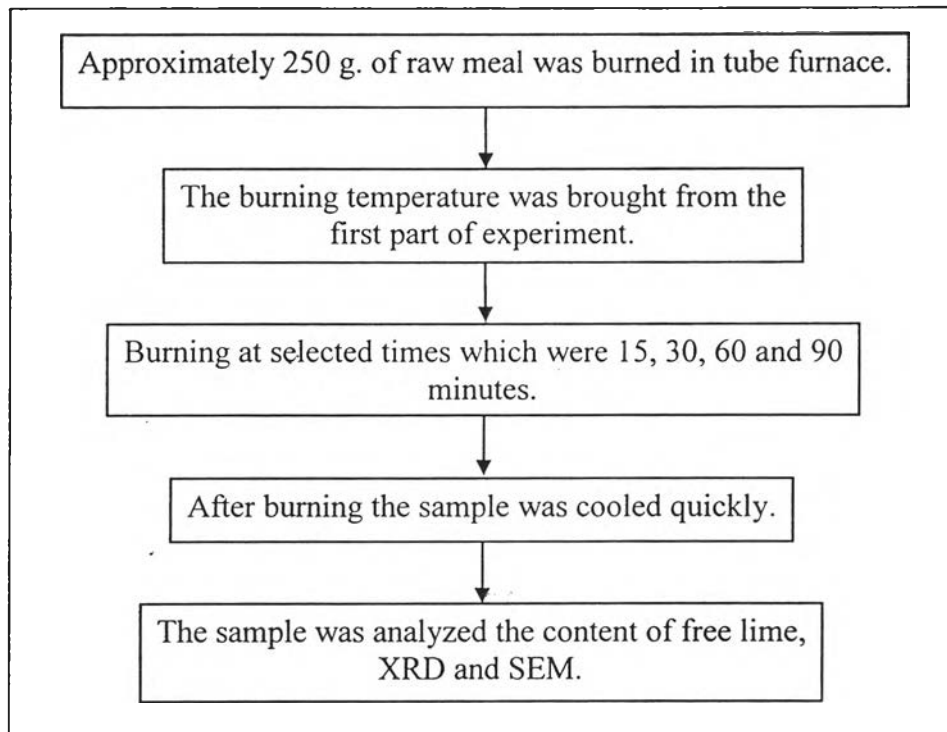 Approximately 250 g. of raw meal was burned in tube furnace.
The burning temperature was brought from the
first part of experiment.
Burning at selected times which were 15, 30, 60 and 90
minutes.
After burning the sample was cooled quickly.
The sample was analyzed the content of free lime,
XRD and SEM.